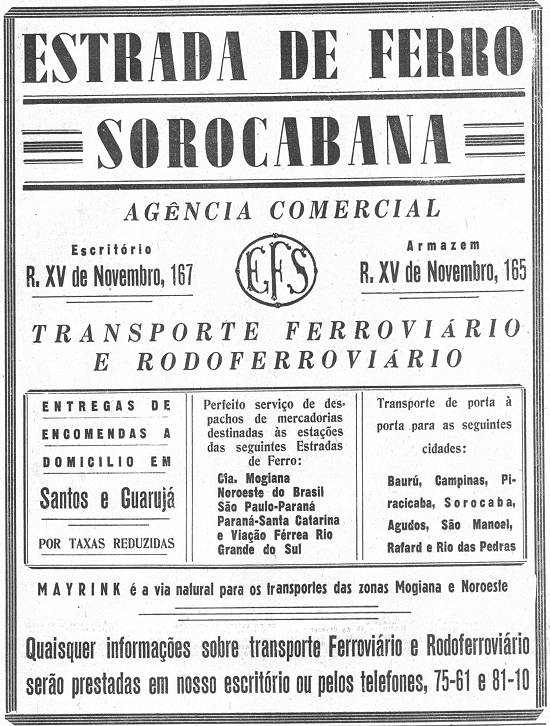 ESTRADA DE FERRO
SOROCABANA
AGÊNCIA COMERCIAL
Escritório
R. XV de Novembro, 167
EFS
Armazem
R. XV de Novembro, 165
TRANSPORTE FERROVIÁRIO
E RODOFERROVIÁRIO
ENTREGAS DE
ENCOMENDAS A
DOMICILIO EM
Santos e Guarujá
POR TAXAS REDUZIDAS
Perfeito serviço de des-
pachos de mercadorias
destinadas às estações
das seguintes Estradas
de Ferro:
Cia. Mogiana
Noroeste do Brasil
São Paulo-Paraná
Paraná-Santa Catarina
e Viação Férrea Rio
Grande do Sul
Transporte de porta à
porta para as seguintes
cidades:
Baurú, Campinas, Pi-
racicaba, Sorocaba,
Agudos, São Manoel,
Rafard e Rio das Pedras
MAYRINK é a via natural para os transportes das zonas Mogiana e Noroeste
Quaisquer informações sobre transporte Ferroviário e Rodoferroviário
serão prestadas em nosso escritório ou pelos telefones, 75-61 e 81-10